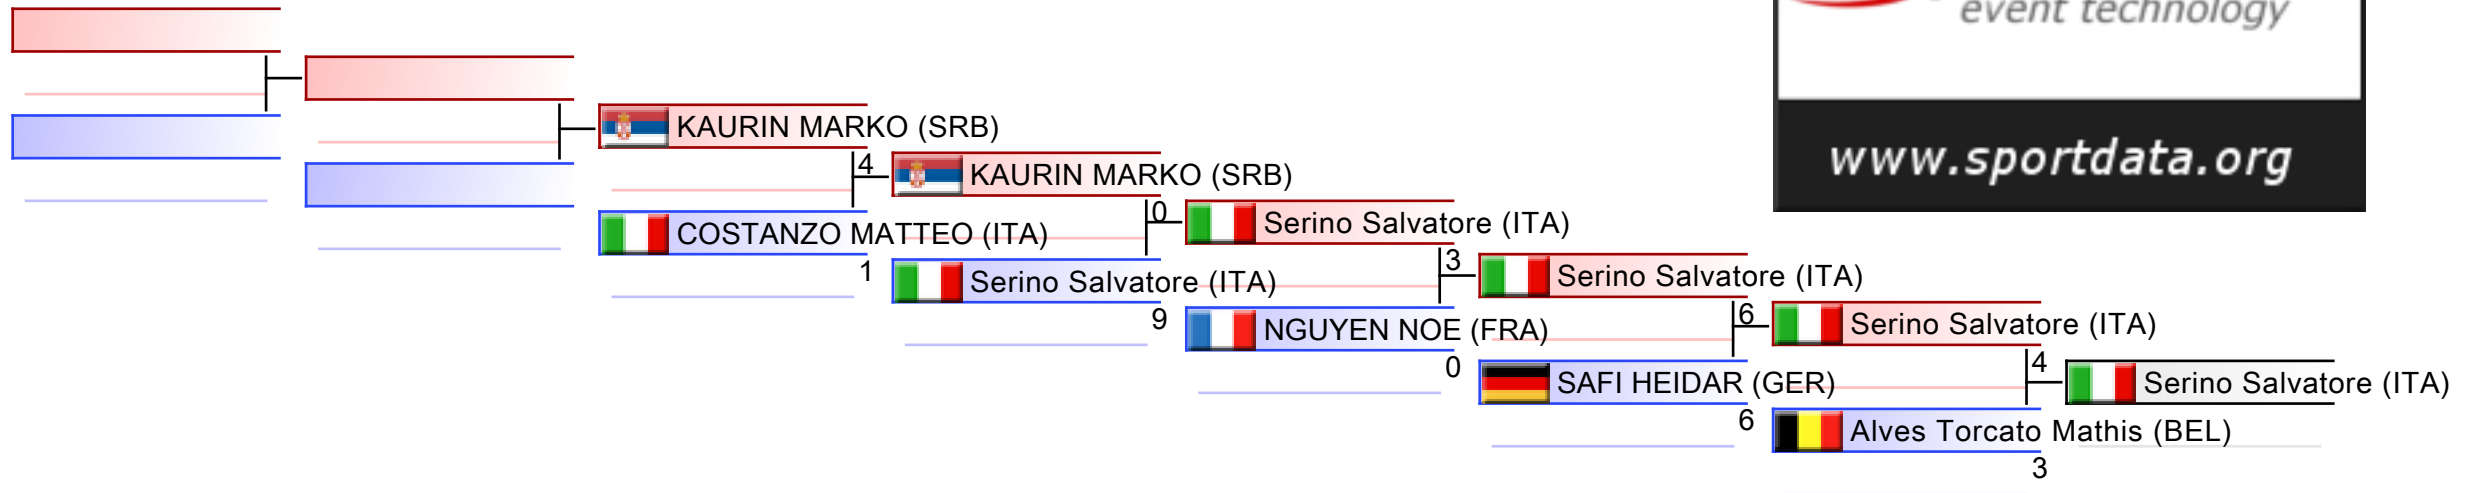 event technology
www.sportdata.org
KAURIN MARKO (SRB)
4
COSTANZO MATTEO (ITA)
1
KAURIN MARKO (SRB)
0
Serino Salvatore (ITA)
9
Serino Salvatore (ITA)
3
NGUYEN NOE (FRA)
0
Serino Salvatore (ITA)
6
SAFI HEIDAR (GER)
6
Serino Salvatore (ITA)
4
Alves Torcato Mathis (BEL)
3
Serino Salvatore (ITA)